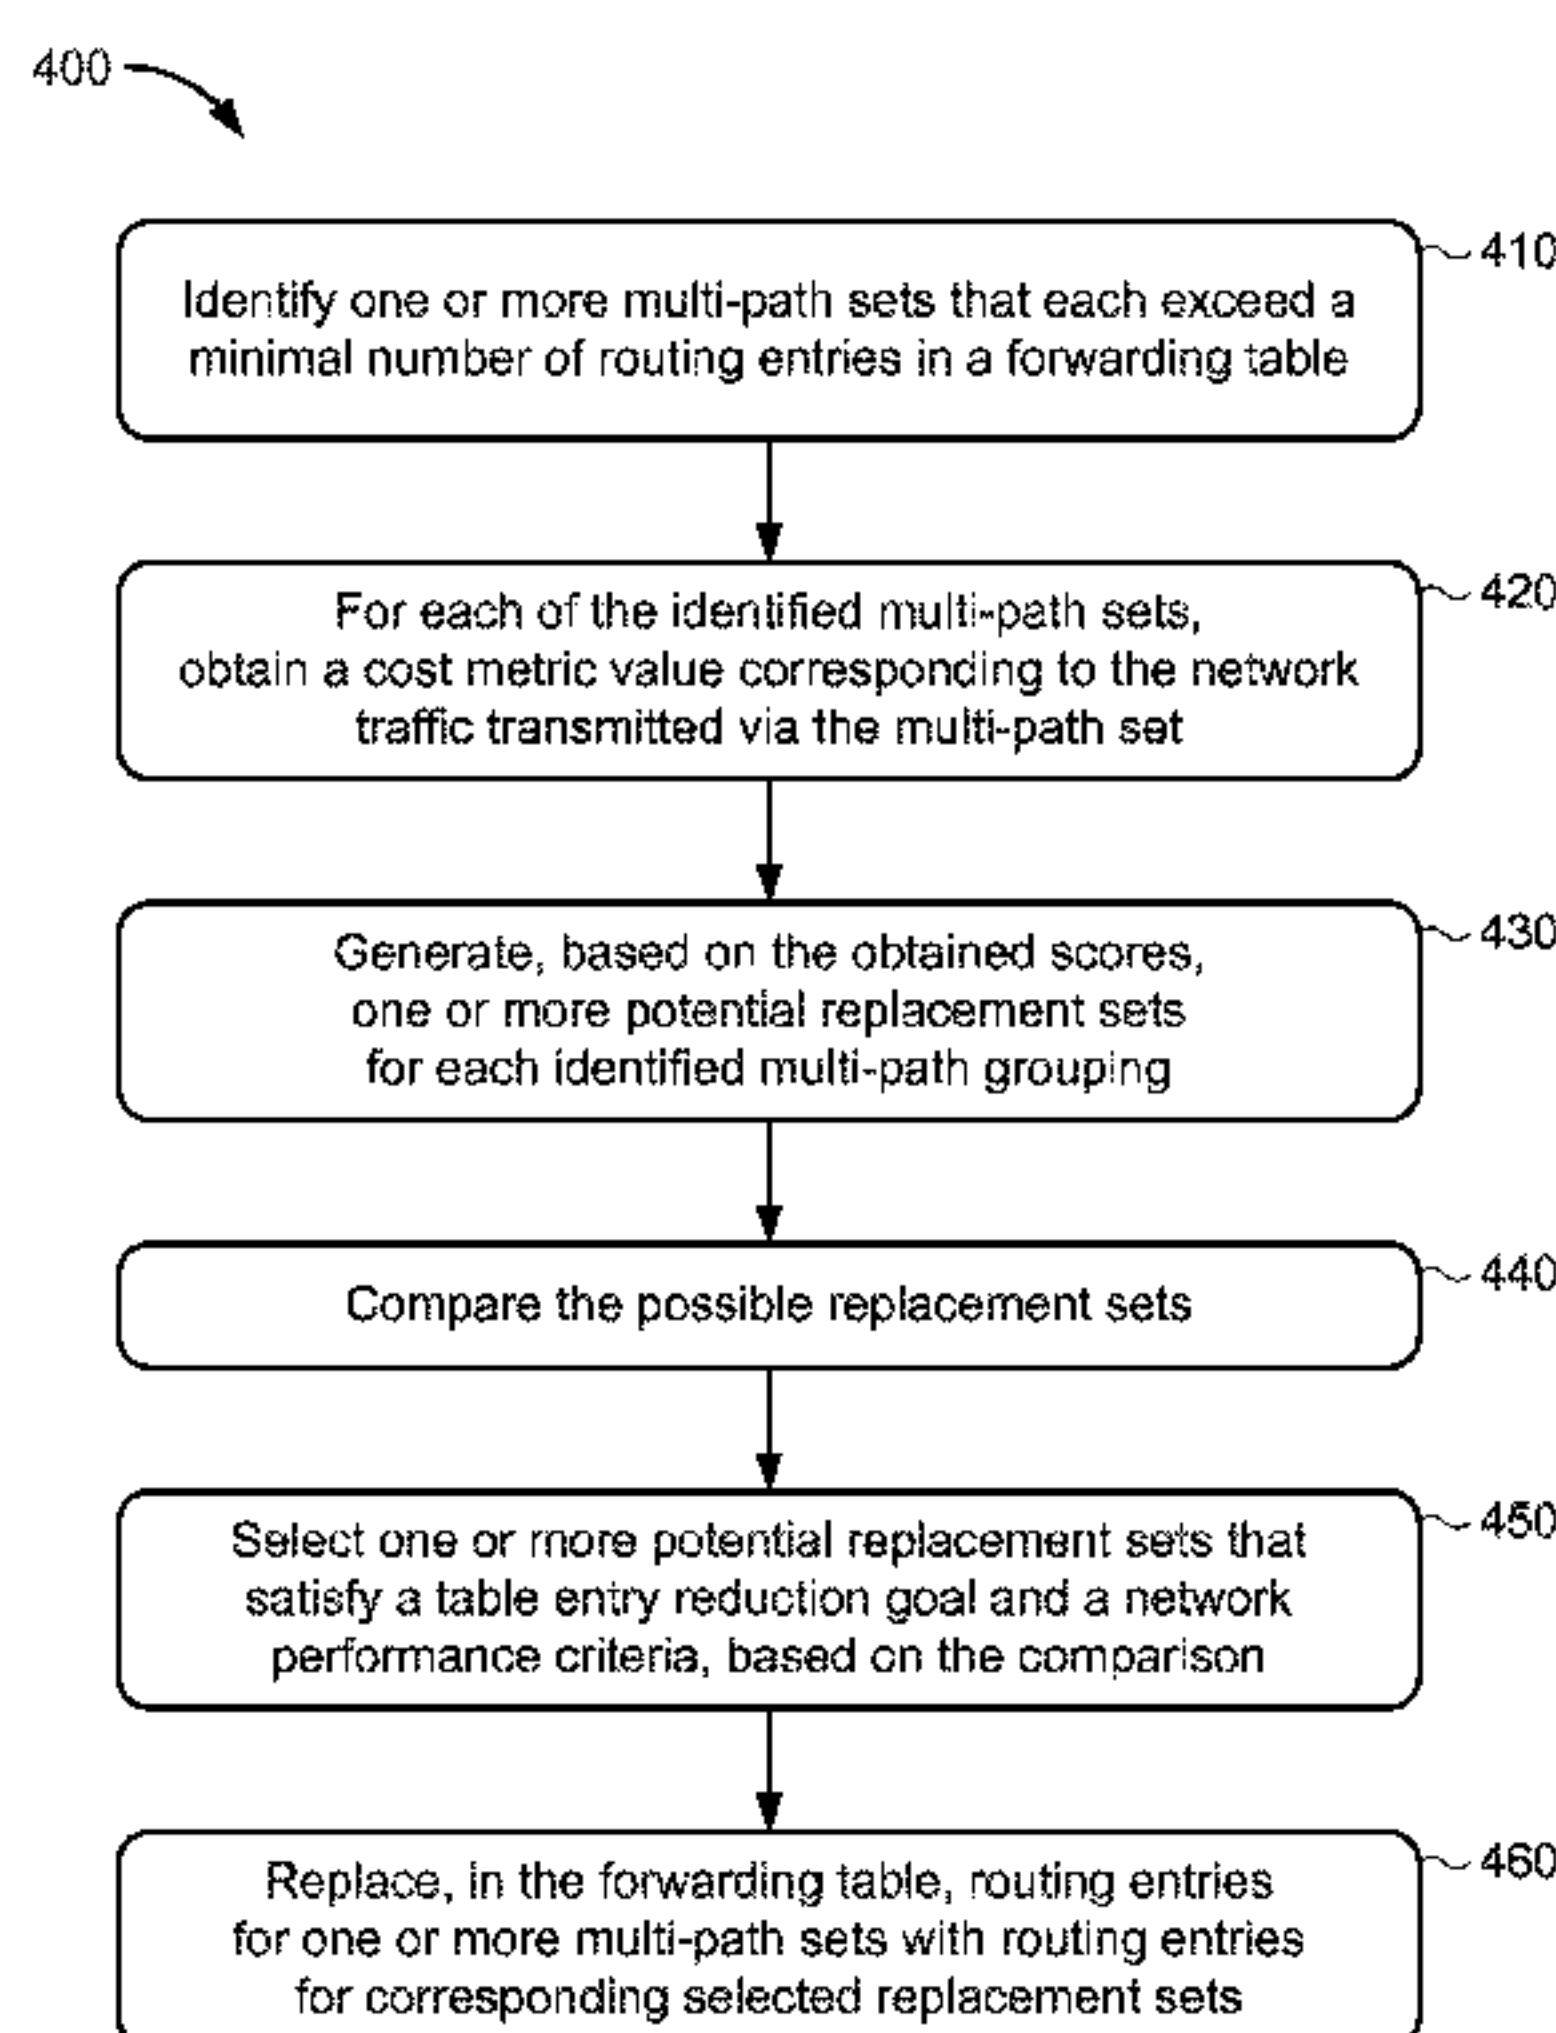 400
410
Identify one or more multi-path sets that each exceed a
minimal number of routing entries in a forwarding table
420
For each of the identified multi-path sets,
obtain a cost metric value corresponding to the network
traffic transmitted via the multi-path set
430
Generate, based on the obtained scores,
one or more potential replacement sets
for each identified multi-path grouping
440
Compare the possible replacement sets
450
Select one or more potential replacement sets that
satisfy a table entry reduction goal and a network
performance criteria, based on the comparison
460
Replace, in the forwarding table, routing entries
for one or more multi-path sets with routing entries
for corresponding selected replacement sets